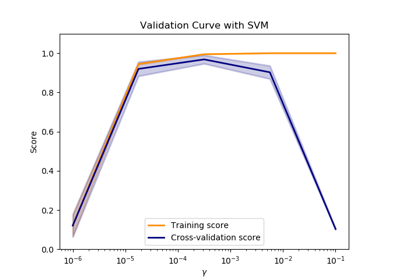 Validation Curve with SVM
Score
1.0
0.8
0.6
0.4
0.2
0.0
Training score
Cross-validation score
10⁻⁶
10⁻⁵
10⁻⁴
10⁻³
10⁻²
10⁻¹
γ